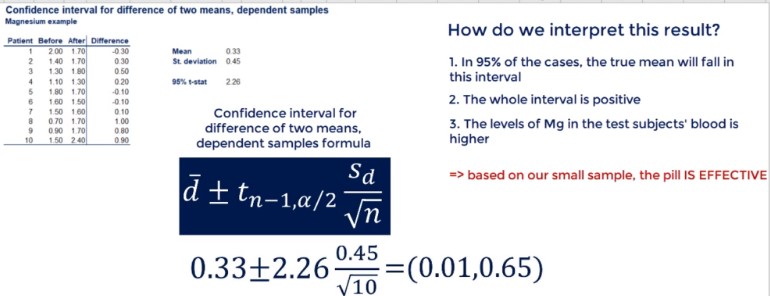 Confidence interval for difference of two means, dependent samples
Magnesium example
Patient Before After Difference
1 2.00 1.70 -0.30
2 1.40 1.70 0.30
3 1.30 1.80 0.50
4 1.10 1.30 0.20
5 1.80 1.70 -0.10
6 1.60 1.50 -0.10
7 1.50 1.60 0.10
8 0.70 1.70 1.00
9 0.90 1.70 0.80
10 1.50 2.40 0.90
Mean 0.33
St. deviation 0.45
95% t-stat 2.26
Confidence interval for
difference of two means,
dependent samples formula
d̄ ± t_{n−1,α/2} s_d/√n
0.33±2.26 0.45/√10 =(0.01,0.65)
How do we interpret this result?
1. In 95% of the cases, the true mean will fall in
this interval
2. The whole interval is positive
3. The levels of Mg in the test subjects' blood is
higher
=> based on our small sample, the pill IS EFFECTIVE